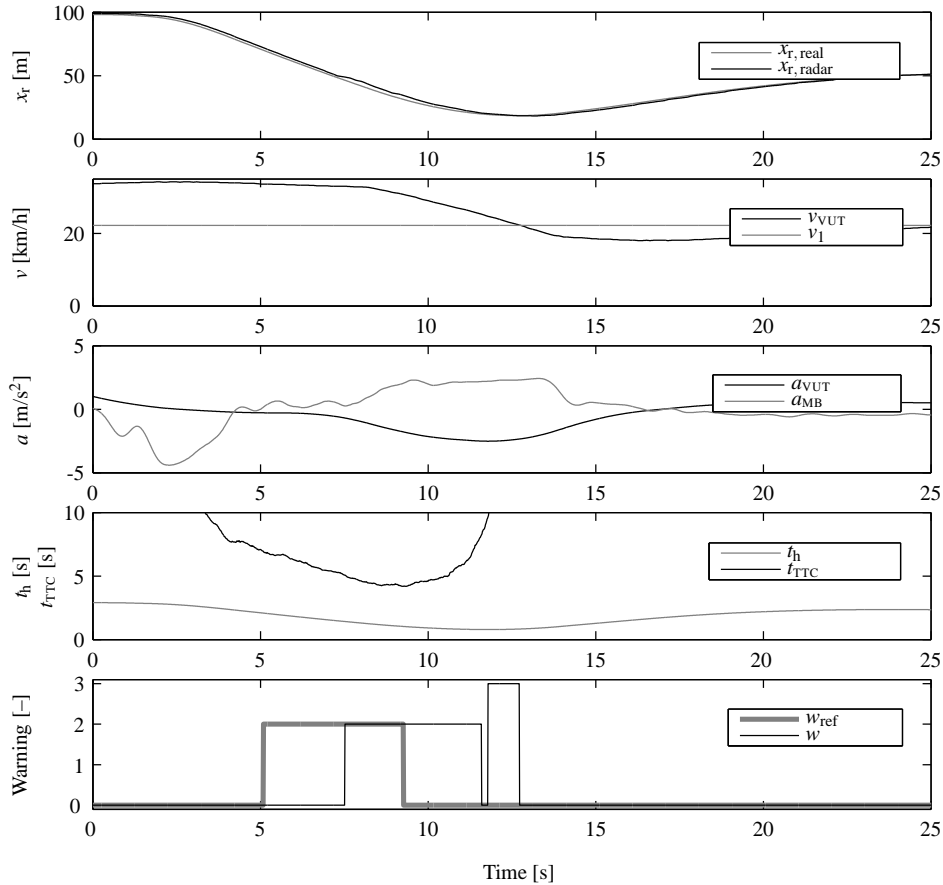 100
50
0
x_r [m]
x_r, real
x_r, radar
0 5 10 15 20 25
20
0
v [km/h]
v_VUT
v_1
0 5 10 15 20 25
5
0
-5
a [m/s²]
a_VUT
a_MB
0 5 10 15 20 25
10
5
0
t_h [s]
t_TTC [s]
t_h
t_TTC
0 5 10 15 20 25
3
2
1
0
Warning [−]
w_ref
w
0 5 10 15 20 25
Time [s]